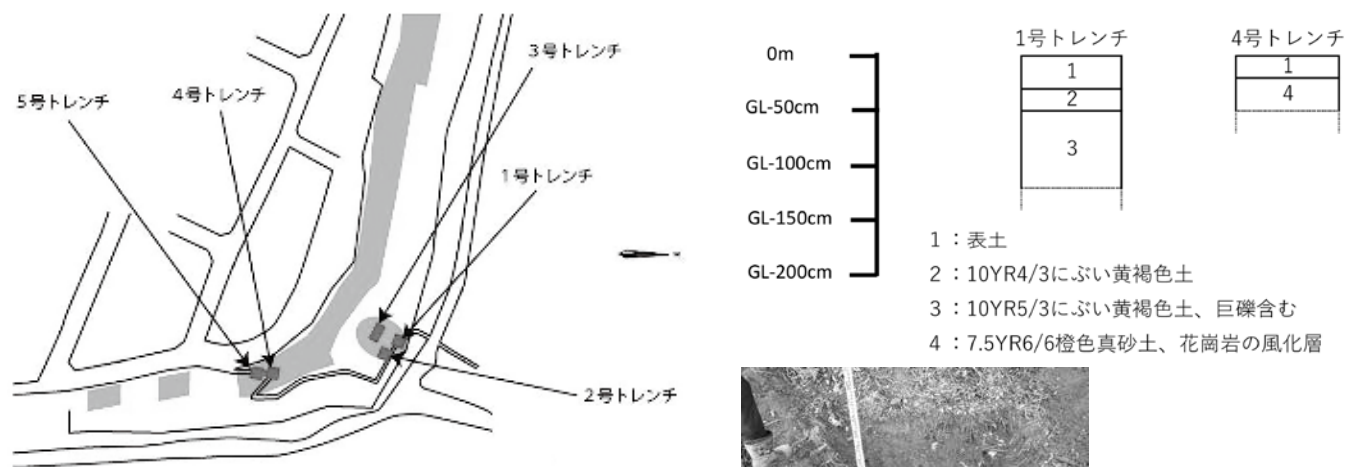 3号トレンチ
4号トレンチ
5号トレンチ
1号トレンチ
2号トレンチ
0m
GL-50cm
GL-100cm
GL-150cm
GL-200cm
1号トレンチ
1
2
3
4号トレンチ
1
4
1：表土
2：10YR4/3にぶい黄褐色土
3：10YR5/3にぶい黄褐色土、巨礫含む
4：7.5YR6/6橙色真砂土、花崗岩の風化層